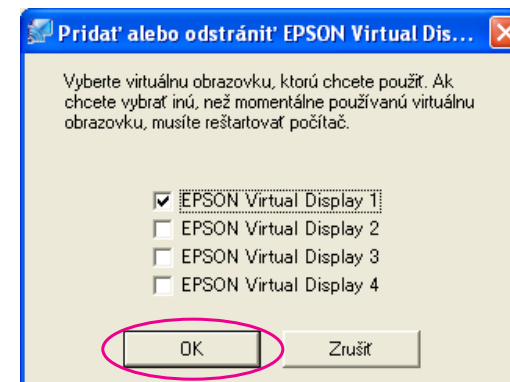 Pridať alebo odstrániť EPSON Virtual Dis...
Vyberte virtuálnu obrazovku, ktorú chcete použiť. Ak
chcete vybrať inú, než momentálne používanú virtuálnu
obrazovku, musíte reštartovať počítač.
EPSON Virtual Display 1
EPSON Virtual Display 2
EPSON Virtual Display 3
EPSON Virtual Display 4
OK Zrušiť